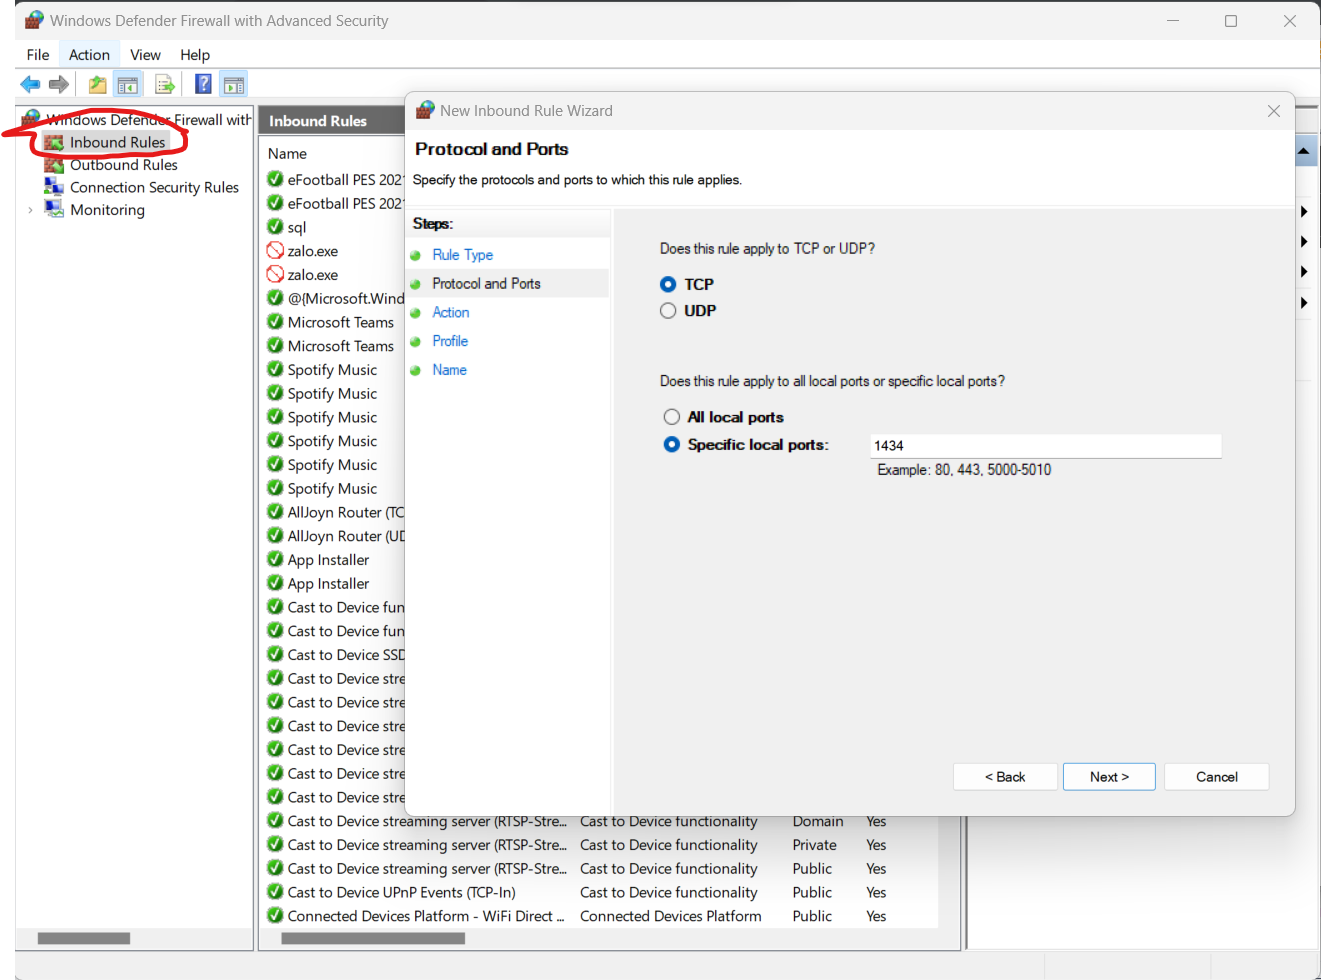 Windows Defender Firewall with Advanced Security
File Action View Help
Windows Defender Firewall with
Inbound Rules
Outbound Rules
Connection Security Rules
Monitoring
Inbound Rules
Name
eFootball PES 2021
eFootball PES 2021
sql
zalo.exe
zalo.exe
@{Microsoft.Wind
Microsoft Teams
Microsoft Teams
Spotify Music
Spotify Music
Spotify Music
Spotify Music
Spotify Music
Spotify Music
AllJoyn Router (TC
AllJoyn Router (UD
App Installer
App Installer
Cast to Device fun
Cast to Device fun
Cast to Device SSD
Cast to Device stre
Cast to Device stre
Cast to Device stre
Cast to Device stre
Cast to Device stre
Cast to Device stre
Cast to Device streaming server (RTSP-Stre... Cast to Device functionality Domain Yes
Cast to Device streaming server (RTSP-Stre... Cast to Device functionality Private Yes
Cast to Device streaming server (RTSP-Stre... Cast to Device functionality Public Yes
Cast to Device UPnP Events (TCP-In) Cast to Device functionality Public Yes
Connected Devices Platform - WiFi Direct ... Connected Devices Platform Public Yes
New Inbound Rule Wizard
Protocol and Ports
Specify the protocols and ports to which this rule applies.
Steps:
Rule Type
Protocol and Ports
Action
Profile
Name
Does this rule apply to TCP or UDP?
TCP
UDP
Does this rule apply to all local ports or specific local ports?
All local ports
Specific local ports: 1434
Example: 80, 443, 5000-5010
< Back Next > Cancel